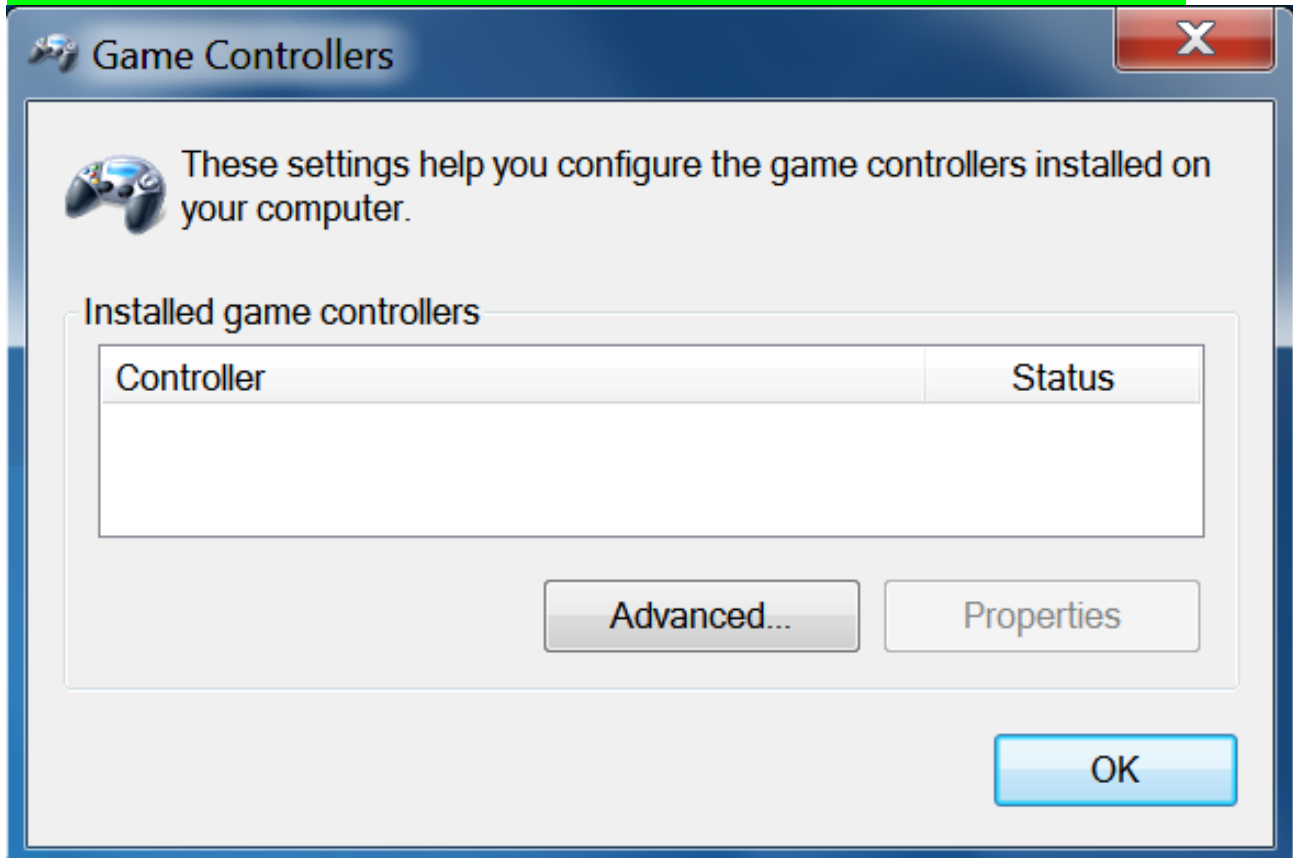 Game Controllers
These settings help you configure the game controllers installed on
your computer.
Installed game controllers
Controller Status
Advanced... Properties
OK